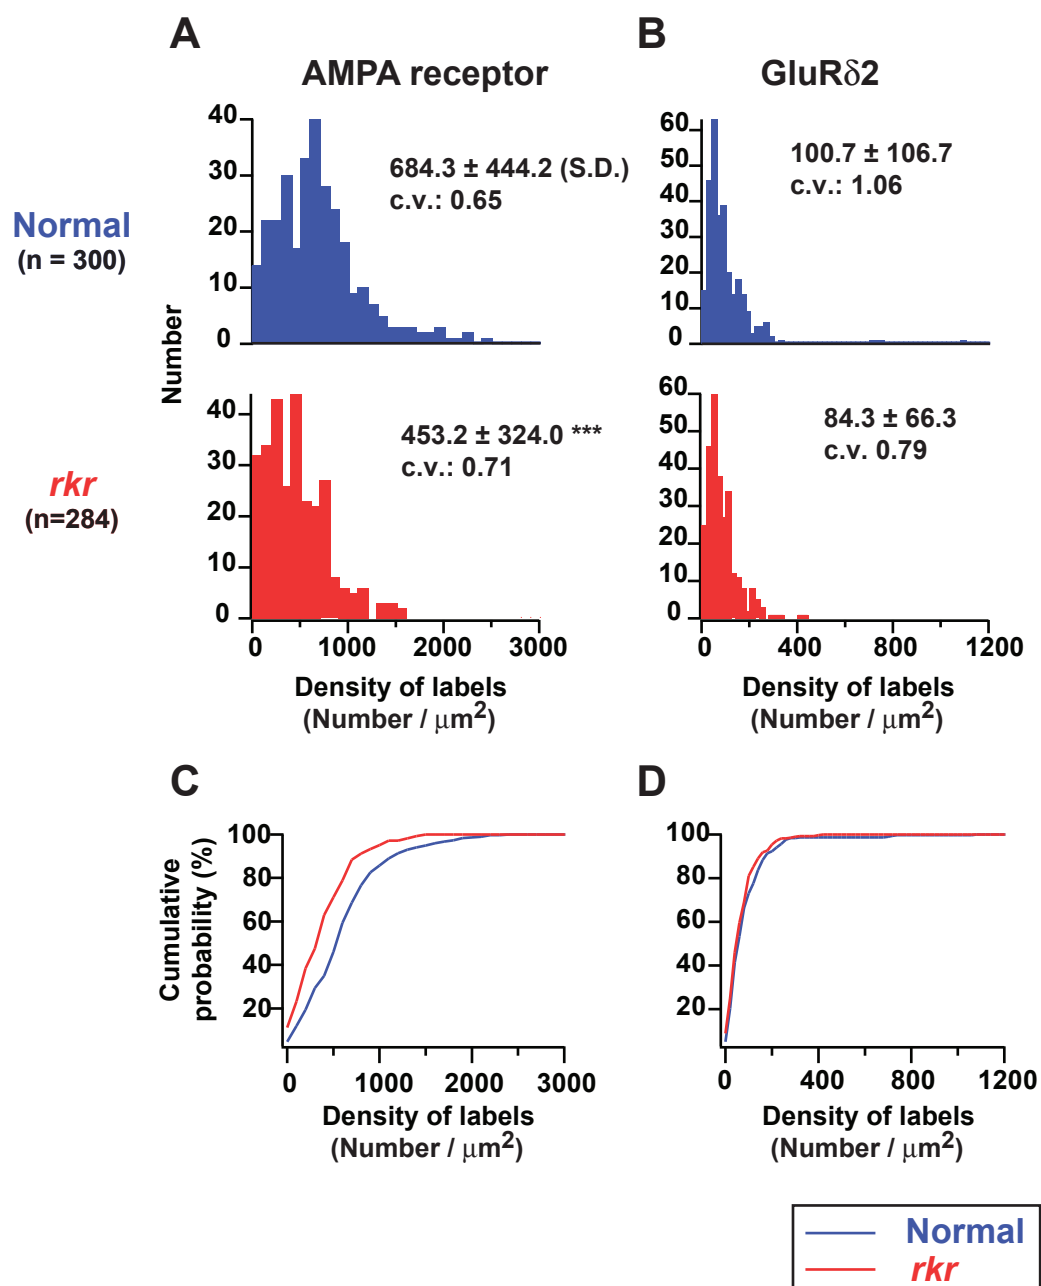 A
B
AMPA receptor
GluRδ2
Normal
(n = 300)
Number
40
30
20
10
0
684.3 ± 444.2 (S.D.)
c.v.: 0.65
60
50
40
30
20
10
0
100.7 ± 106.7
c.v.: 1.06
rkr
(n=284)
40
30
20
10
0
453.2 ± 324.0 ***
c.v.: 0.71
0 1000 2000 3000
Density of labels
(Number / μm2)
60
50
40
30
20
10
0
84.3 ± 66.3
c.v. 0.79
0 400 800 1200
Density of labels
(Number / μm2)
C
D
Cumulative
probability (%)
100
80
60
40
20
0 1000 2000 3000
Density of labels
(Number / μm2)
100
80
60
40
20
0 400 800 1200
Density of labels
(Number / μm2)
Normal
rkr